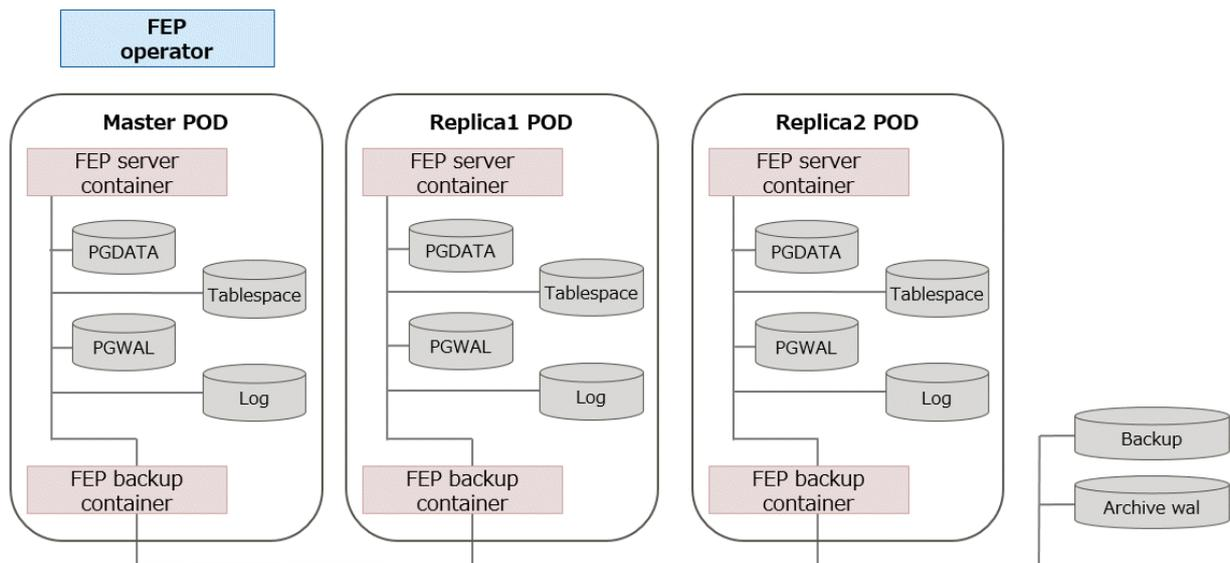 FEP
operator
Master POD
FEP server
container
PGDATA
Tablespace
PGWAL
Log
FEP backup
container
Replica1 POD
FEP server
container
PGDATA
Tablespace
PGWAL
Log
FEP backup
container
Replica2 POD
FEP server
container
PGDATA
Tablespace
PGWAL
Log
FEP backup
container
Backup
Archive wal